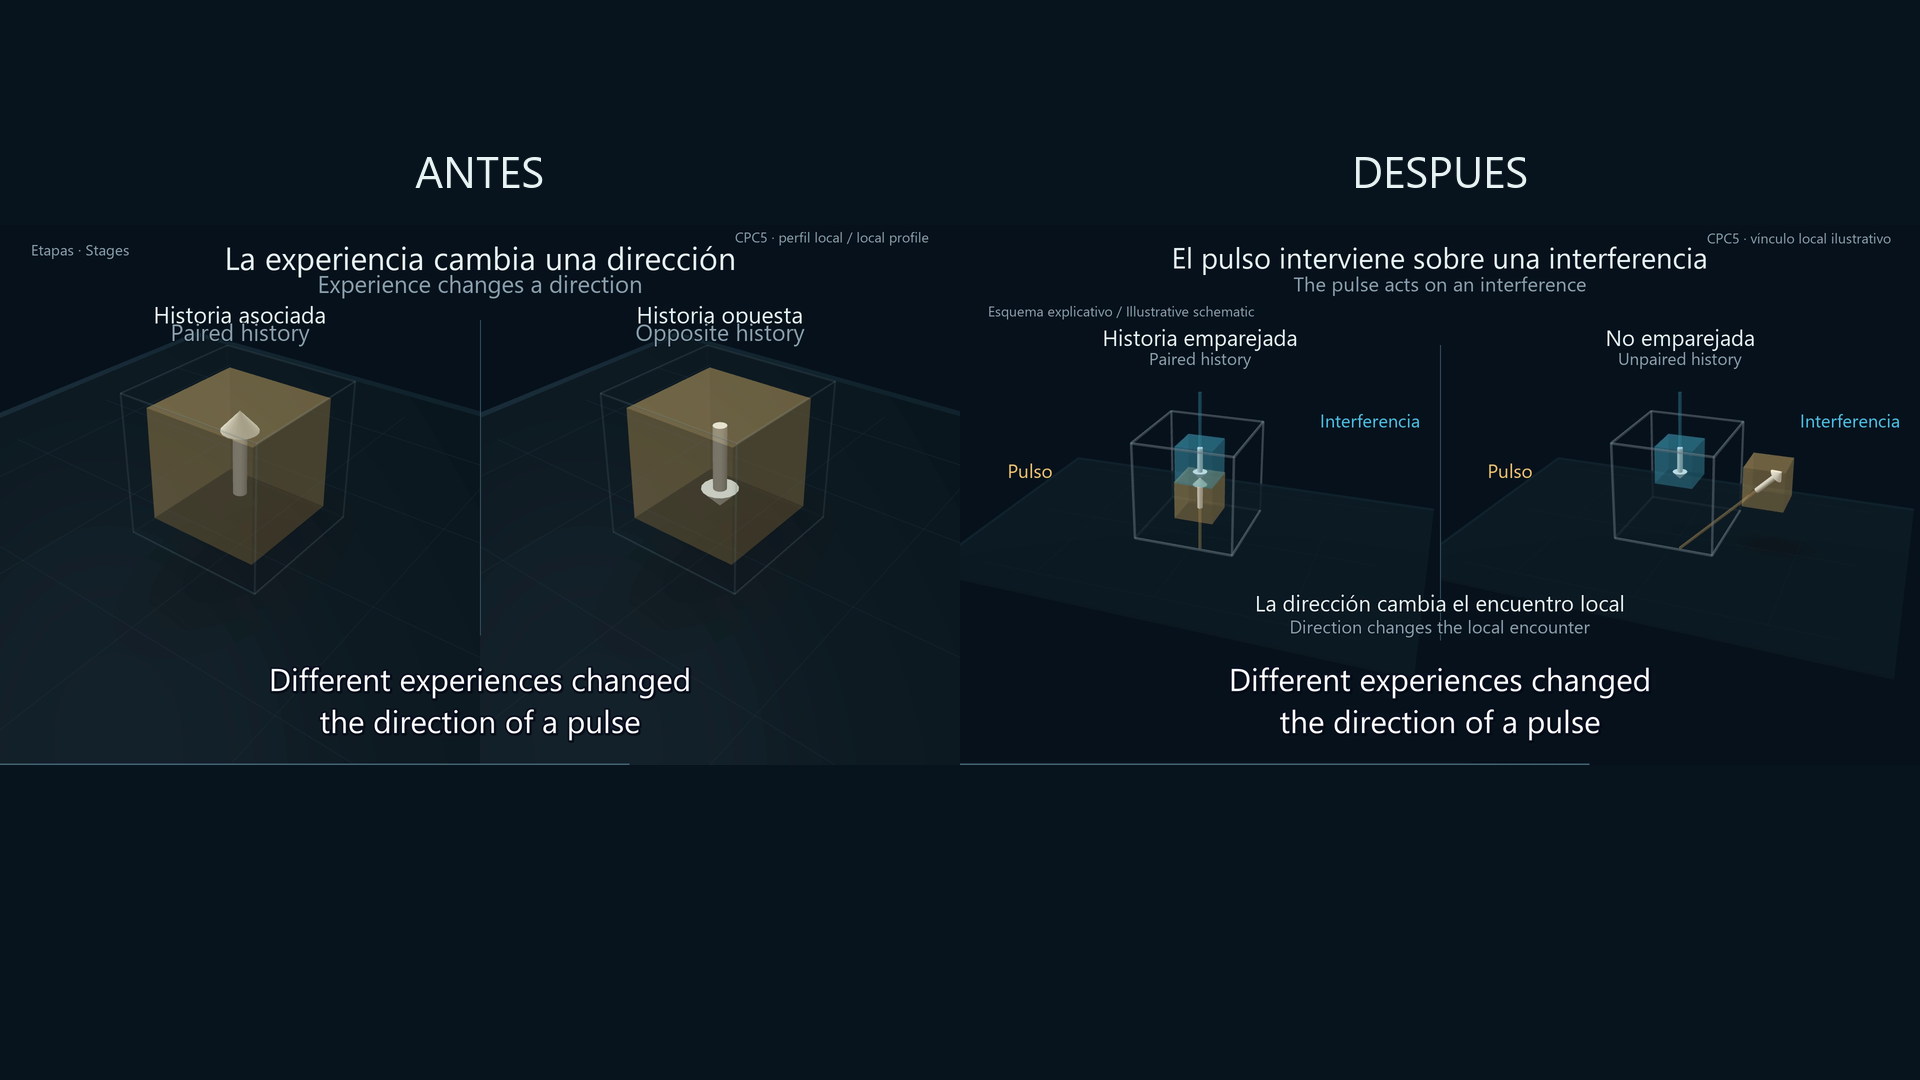 ANTES
Etapas · Stages
CPC5 · perfil local / local profile
La experiencia cambia una dirección
Experience changes a direction
Historia asociada
Paired history
Historia opuesta
Opposite history
Different experiences changed
the direction of a pulse
DESPUES
CPC5 · vínculo local ilustrativo
El pulso interviene sobre una interferencia
The pulse acts on an interference
Esquema explicativo / Illustrative schematic
Historia emparejada
Paired history
Interferencia
Pulso
No emparejada
Unpaired history
Interferencia
Pulso
La dirección cambia el encuentro local
Direction changes the local encounter
Different experiences changed
the direction of a pulse